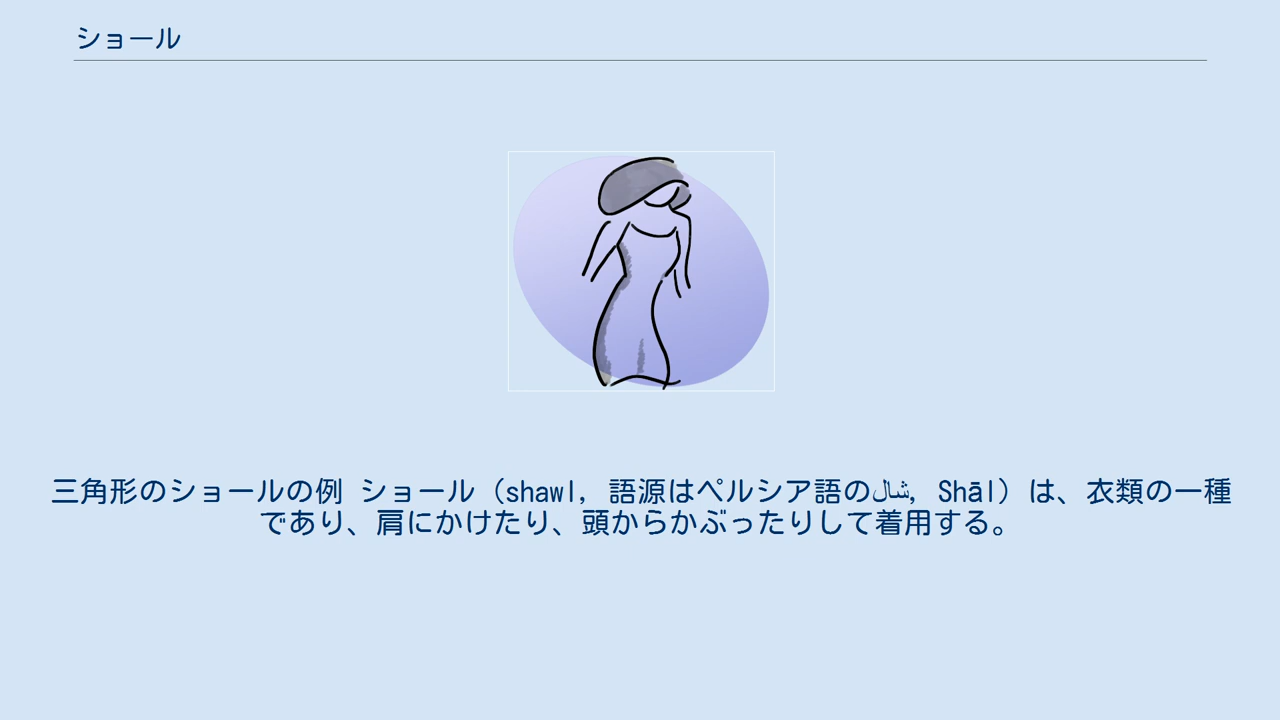 ショール
三角形のショールの例 ショール（shawl, 語源はペルシア語のشال, Shāl）は、衣類の一種
であり、肩にかけたり、頭からかぶったりして着用する。